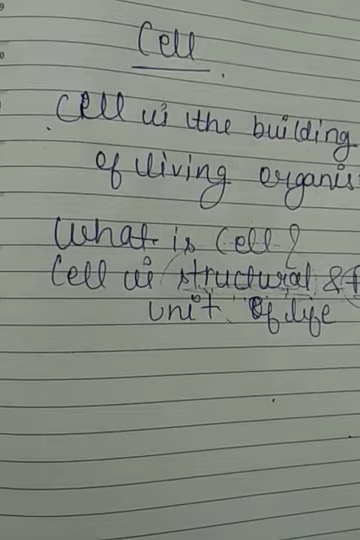 Cell
Cell is the building
of living organis
What is Cell?
Cell is structural & f
unit of life